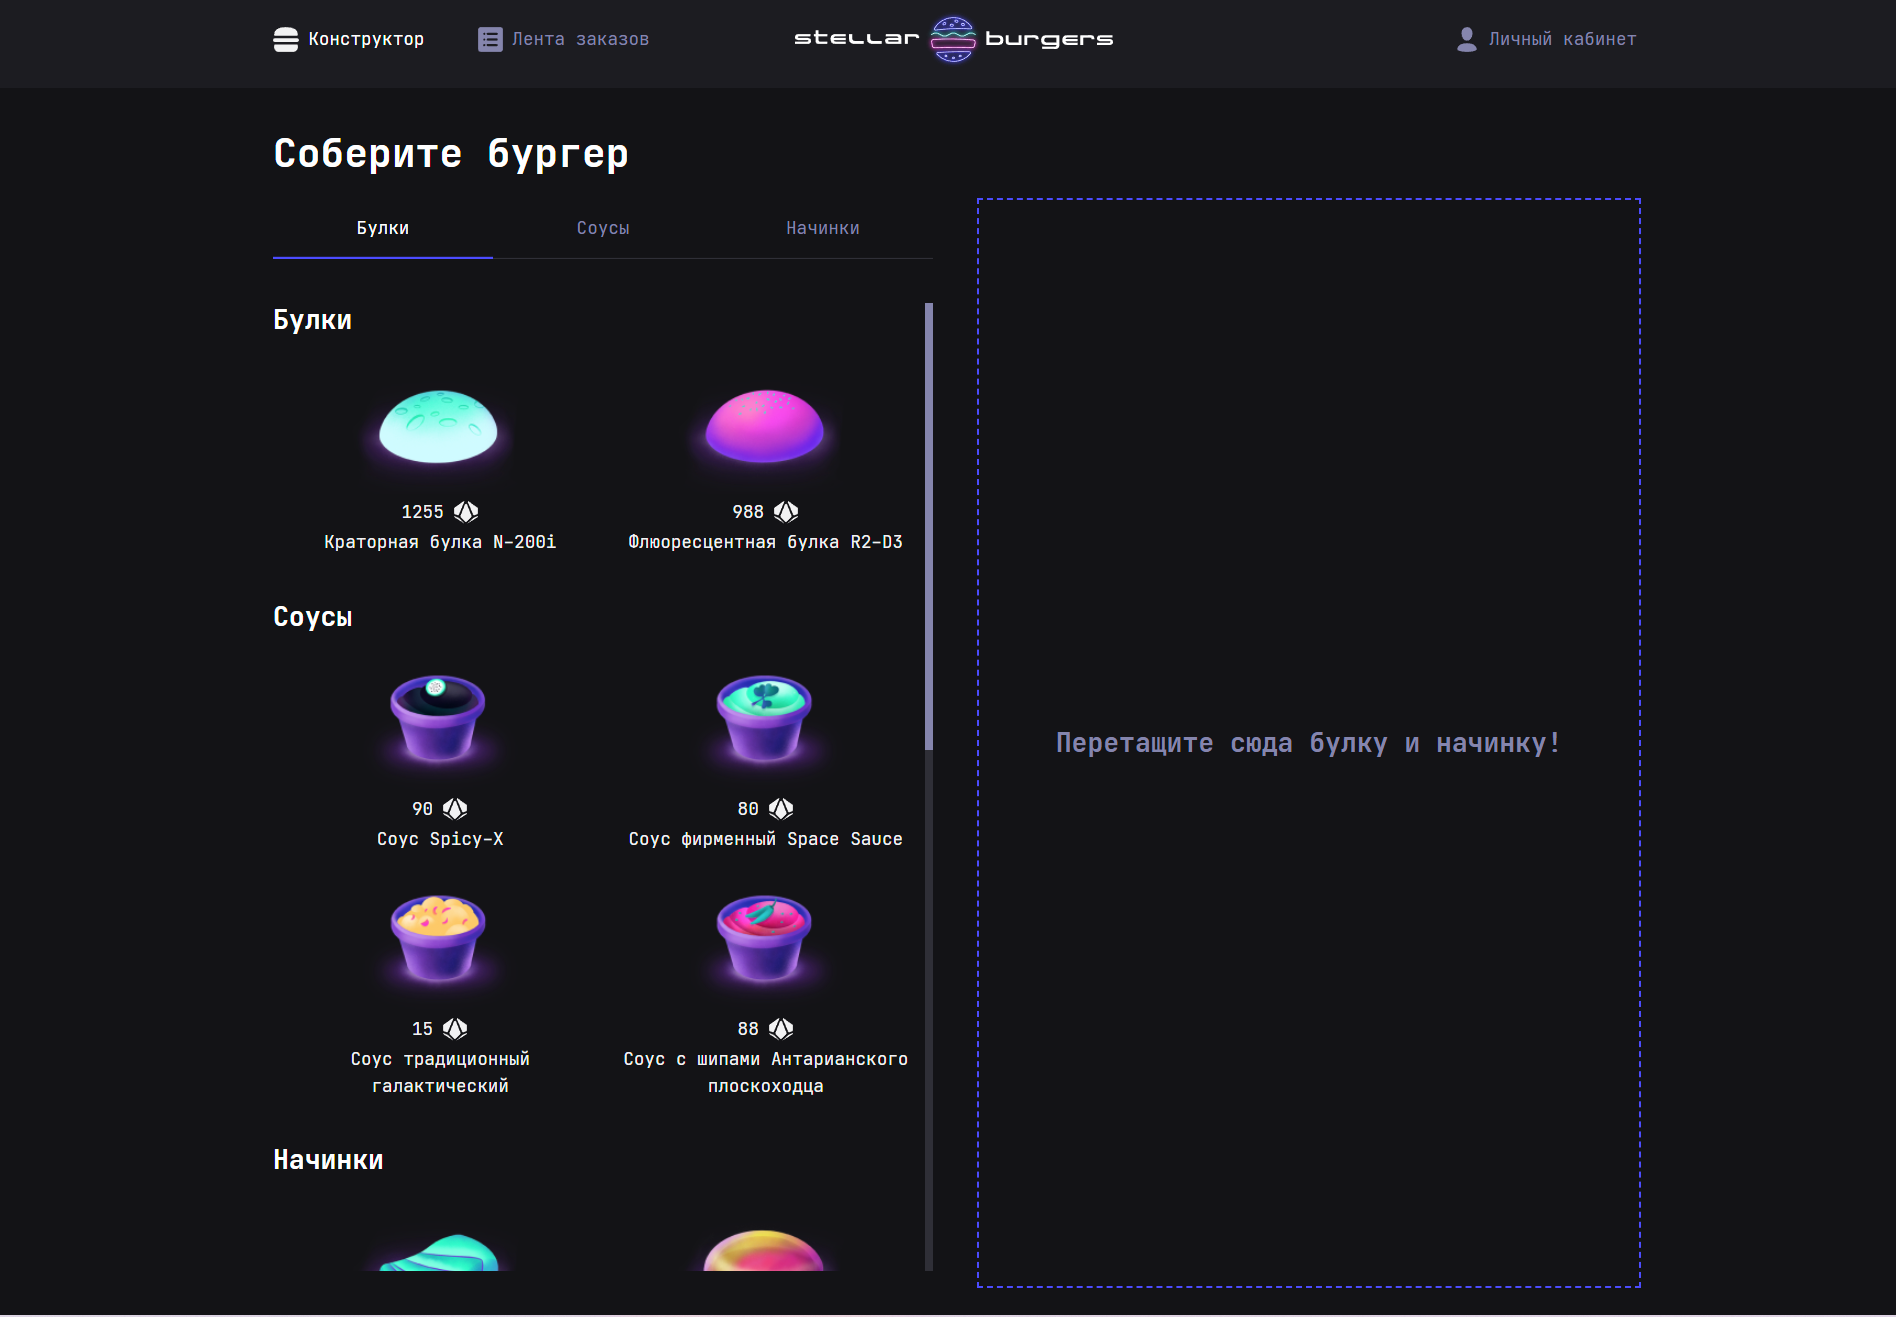 Конструктор
Лента заказов
stellar burgers
Личный кабинет
Соберите бургер
Булки
Соусы
Начинки
Булки
1255
Краторная булка N-200i
988
Флюоресцентная булка R2-D3
Соусы
90
Соус Spicy-X
80
Соус фирменный Space Sauce
15
Соус традиционный
галактический
88
Соус с шипами Антарианского
плоскоходца
Начинки
Перетащите сюда булку и начинку!